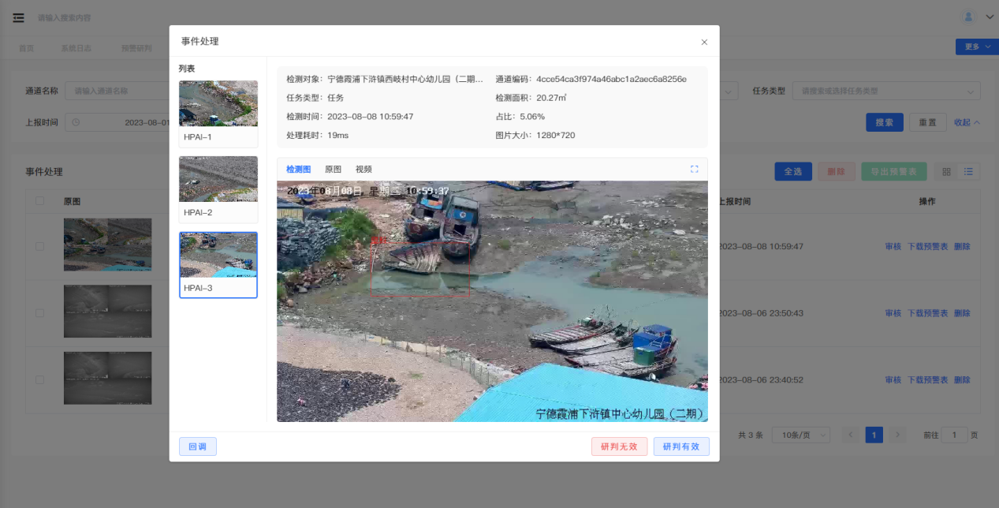 请输入搜索内容
首页 系统日志 预警研判
更多
通道名称 请输入通道名称
任务类型 请搜索或选择任务类型
上报时间 2023-08-01
搜索 重置 收起
事件处理
全选 删除 导出预警表
原图 上报时间 操作
2023-08-08 10:59:47 审核 下载预警表 删除
2023-08-06 23:50:43 审核 下载预警表 删除
2023-08-06 23:40:52 审核 下载预警表 删除
共 3 条 10条/页 1 前往 1 页
事件处理
列表
HPAI-1
HPAI-2
HPAI-3
检测对象：宁德霞浦下浒镇西岐村中心幼儿园（二期... 通道编码：4cce54ca3f974a46abc1a2aec6a8256e
任务类型：任务 检测面积：20.27㎡
检测时间：2023-08-08 10:59:47 占比：5.06%
处理耗时：19ms 图片大小：1280*720
检测图 原图 视频
2023年08月08日 星期二 10:59:37
宁德霞浦下浒镇中心幼儿园（二期）
回调 研判无效 研判有效